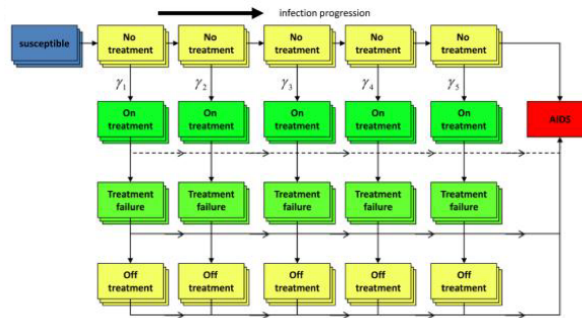 infection progression
susceptible
No
treatment
No
treatment
No
treatment
No
treatment
No
treatment
γ1
γ2
γ3
γ4
γ5
On
treatment
On
treatment
On
treatment
On
treatment
On
treatment
AIDS
Treatment
failure
Treatment
failure
Treatment
failure
Treatment
failure
Treatment
failure
Off
treatment
Off
treatment
Off
treatment
Off
treatment
Off
treatment